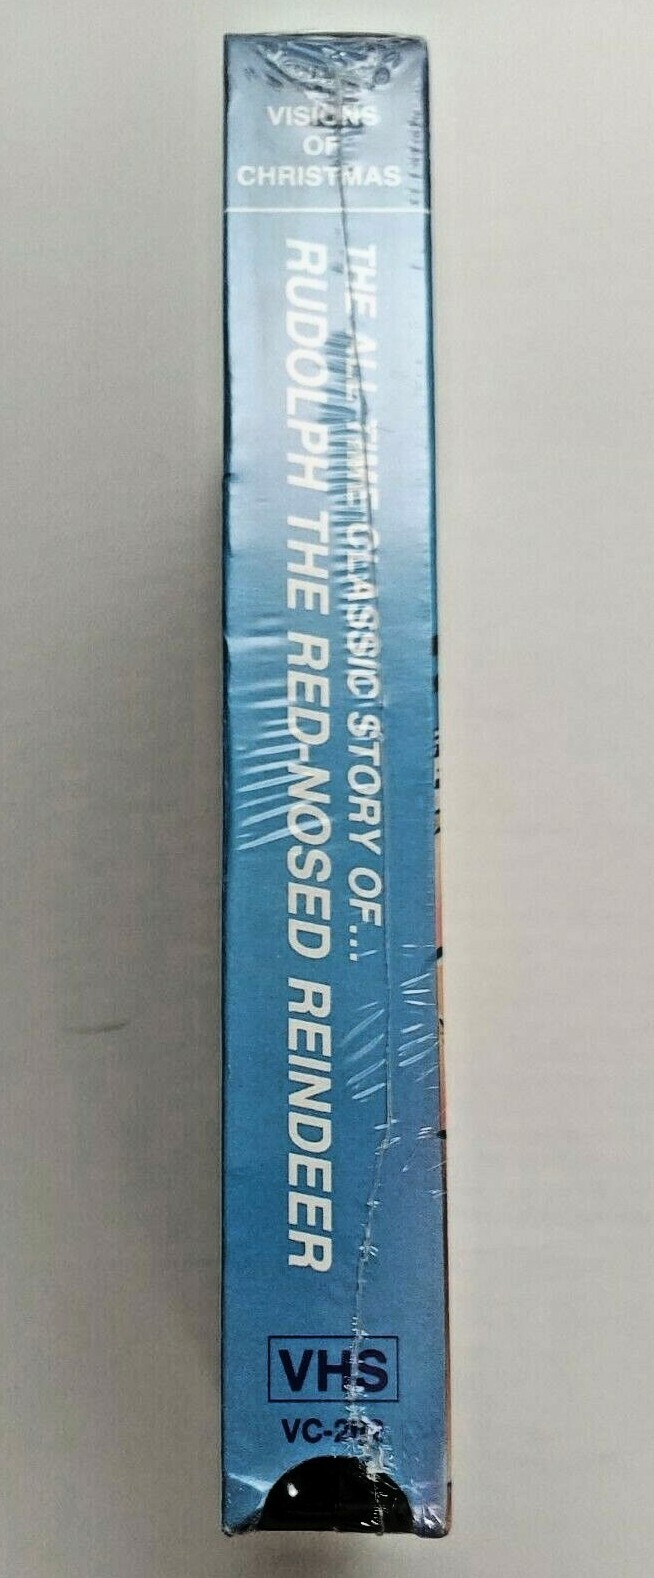 VISIONS
OF
CHRISTMAS
THE ALL TIME CLASSIC STORY OF...
RUDOLPH THE RED-NOSED REINDEER
VHS